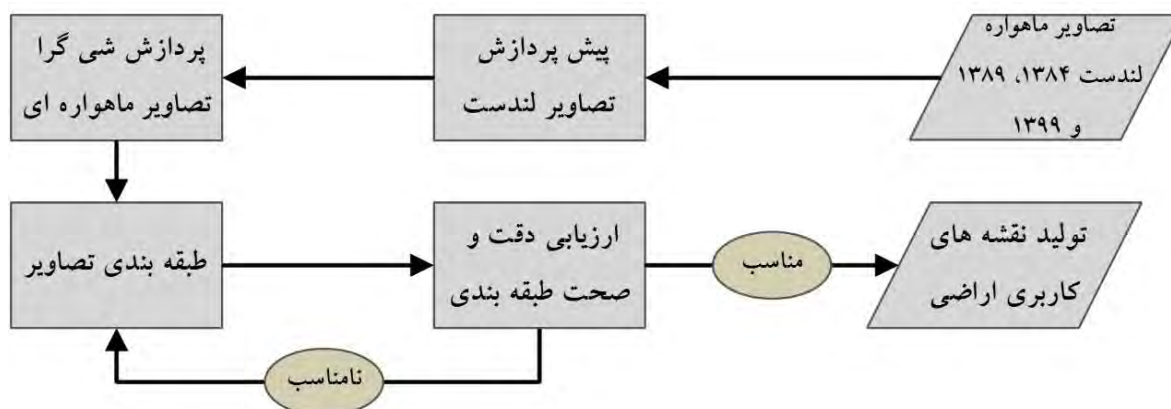 تصاویر ماهواره
لندست ۱۳۸۴، ۱۳۸۹
و ۱۳۹۹
پیش پردازش
تصاویر لندست
پردازش شی گرا
تصاویر ماهواره ای
طبقه بندی تصاویر
ارزیابی دقت و
صحت طبقه بندی
مناسب
تولید نقشه های
کاربری اراضی
نامناسب